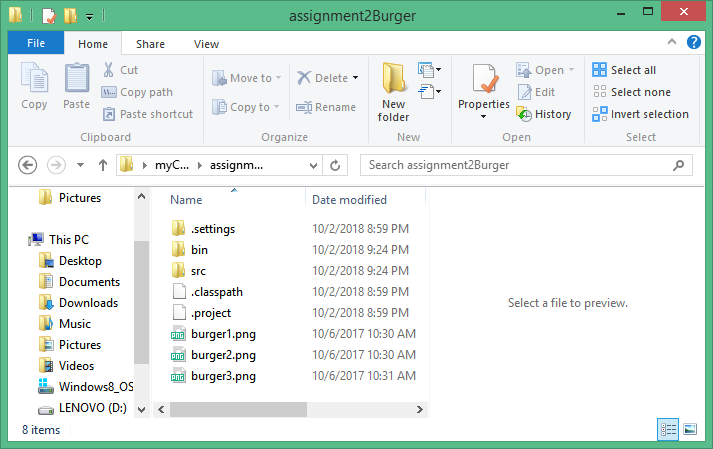 assignment2Burger
File Home Share View
Copy
Paste
Cut
Copy path
Paste shortcut
Clipboard
Move to
Copy to
Delete
Rename
Organize
New
folder
New
Properties
Open
Edit
History
Open
Select all
Select none
Invert selection
Select
myC... assignm...
Search assignment2Burger
Pictures
This PC
Desktop
Documents
Downloads
Music
Pictures
Videos
Windows8_OS
LENOVO (D:)
Name Date modified
.settings 10/2/2018 8:59 PM
bin 10/2/2018 9:24 PM
src 10/2/2018 9:24 PM
.classpath 10/2/2018 8:59 PM
.project 10/2/2018 8:59 PM
burger1.png 10/6/2017 10:30 AM
burger2.png 10/6/2017 10:30 AM
burger3.png 10/6/2017 10:31 AM
Select a file to preview.
8 items